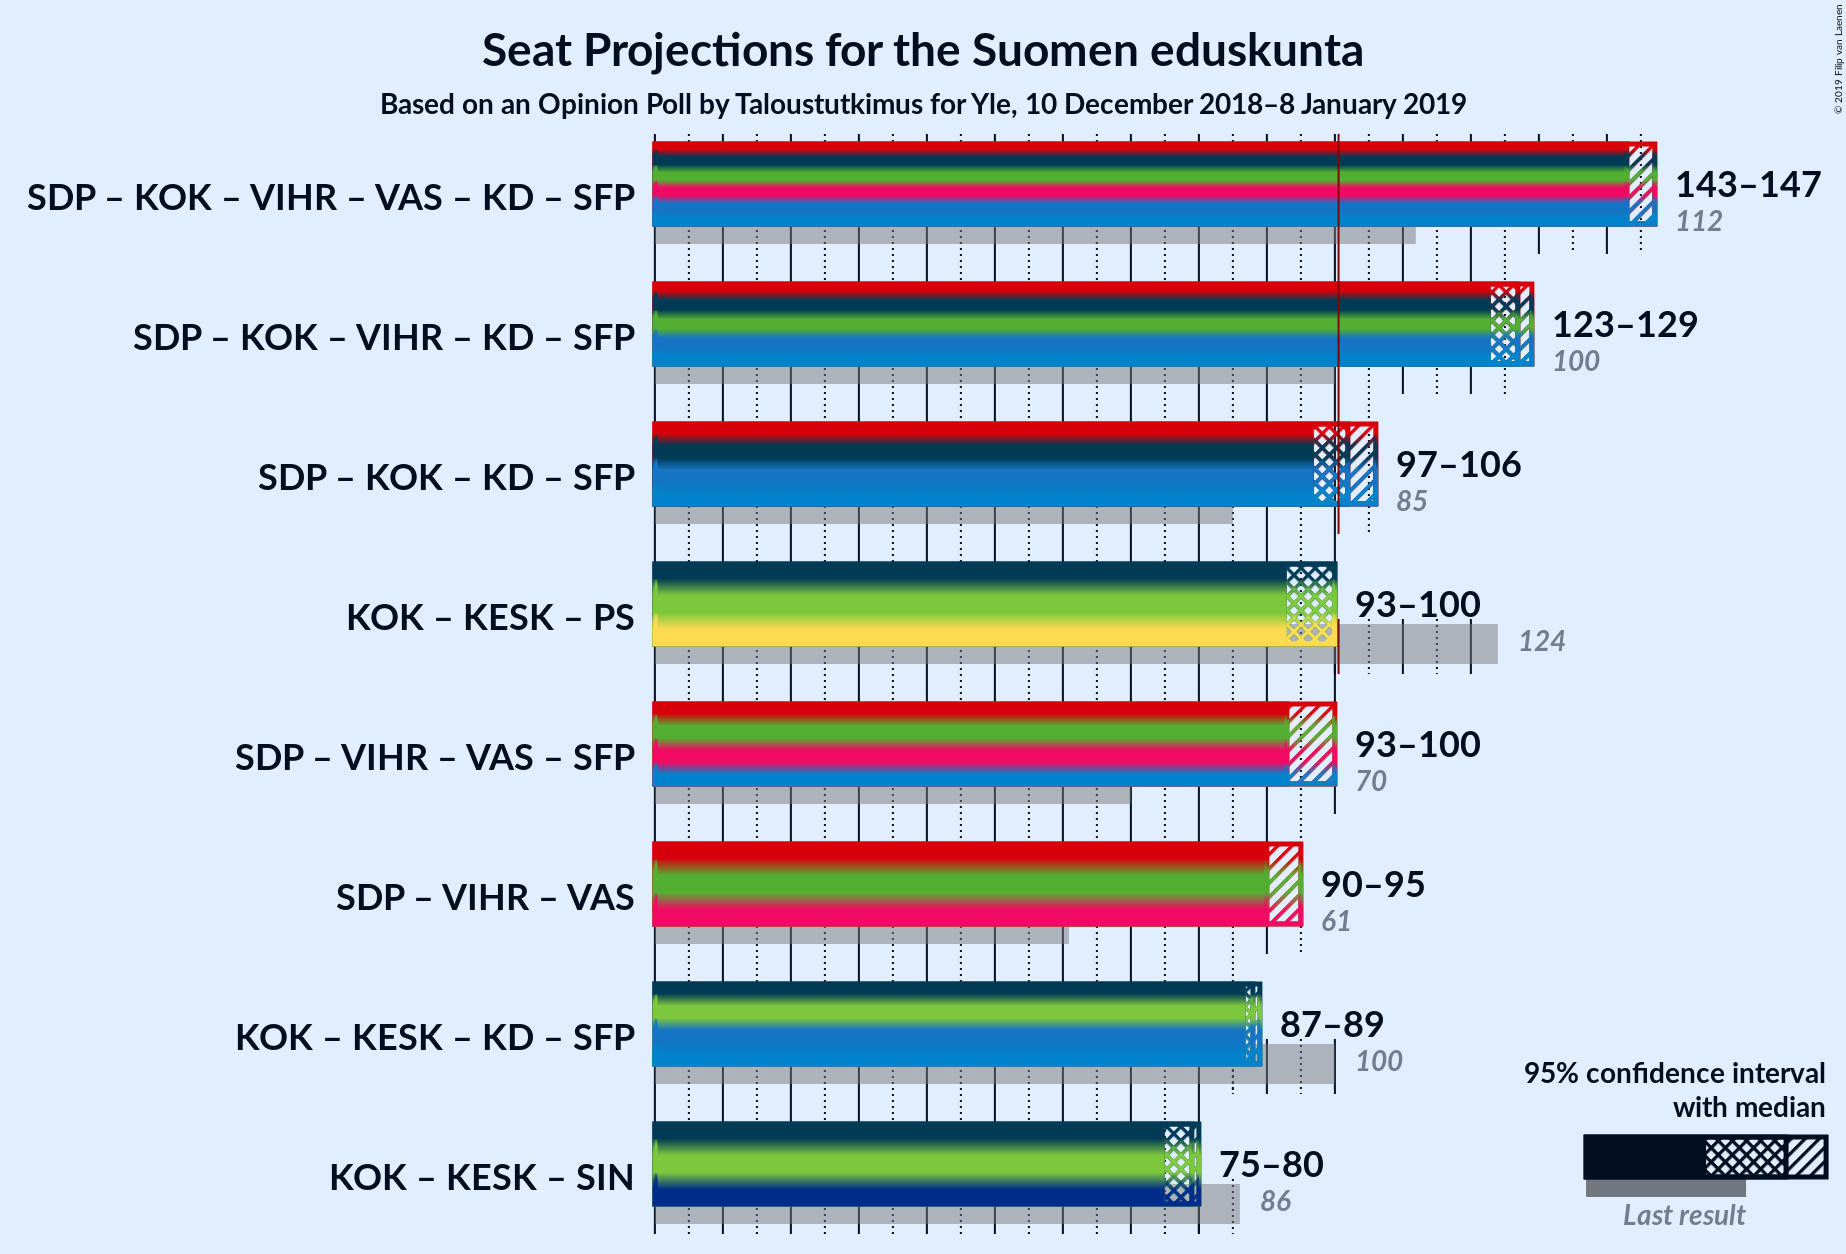 Seat Projections for the Suomen eduskunta
Based on an Opinion Poll by Taloustutkimus for Yle, 10 December 2018–8 January 2019
© 2019 Filip van Laenen
SDP – KOK – VIHR – VAS – KD – SFP
143–147
112
SDP – KOK – VIHR – KD – SFP
123–129
100
SDP – KOK – KD – SFP
97–106
85
KOK – KESK – PS
93–100
124
SDP – VIHR – VAS – SFP
93–100
70
SDP – VIHR – VAS
90–95
61
KOK – KESK – KD – SFP
87–89
100
KOK – KESK – SIN
75–80
86
95% confidence interval
with median
Last result